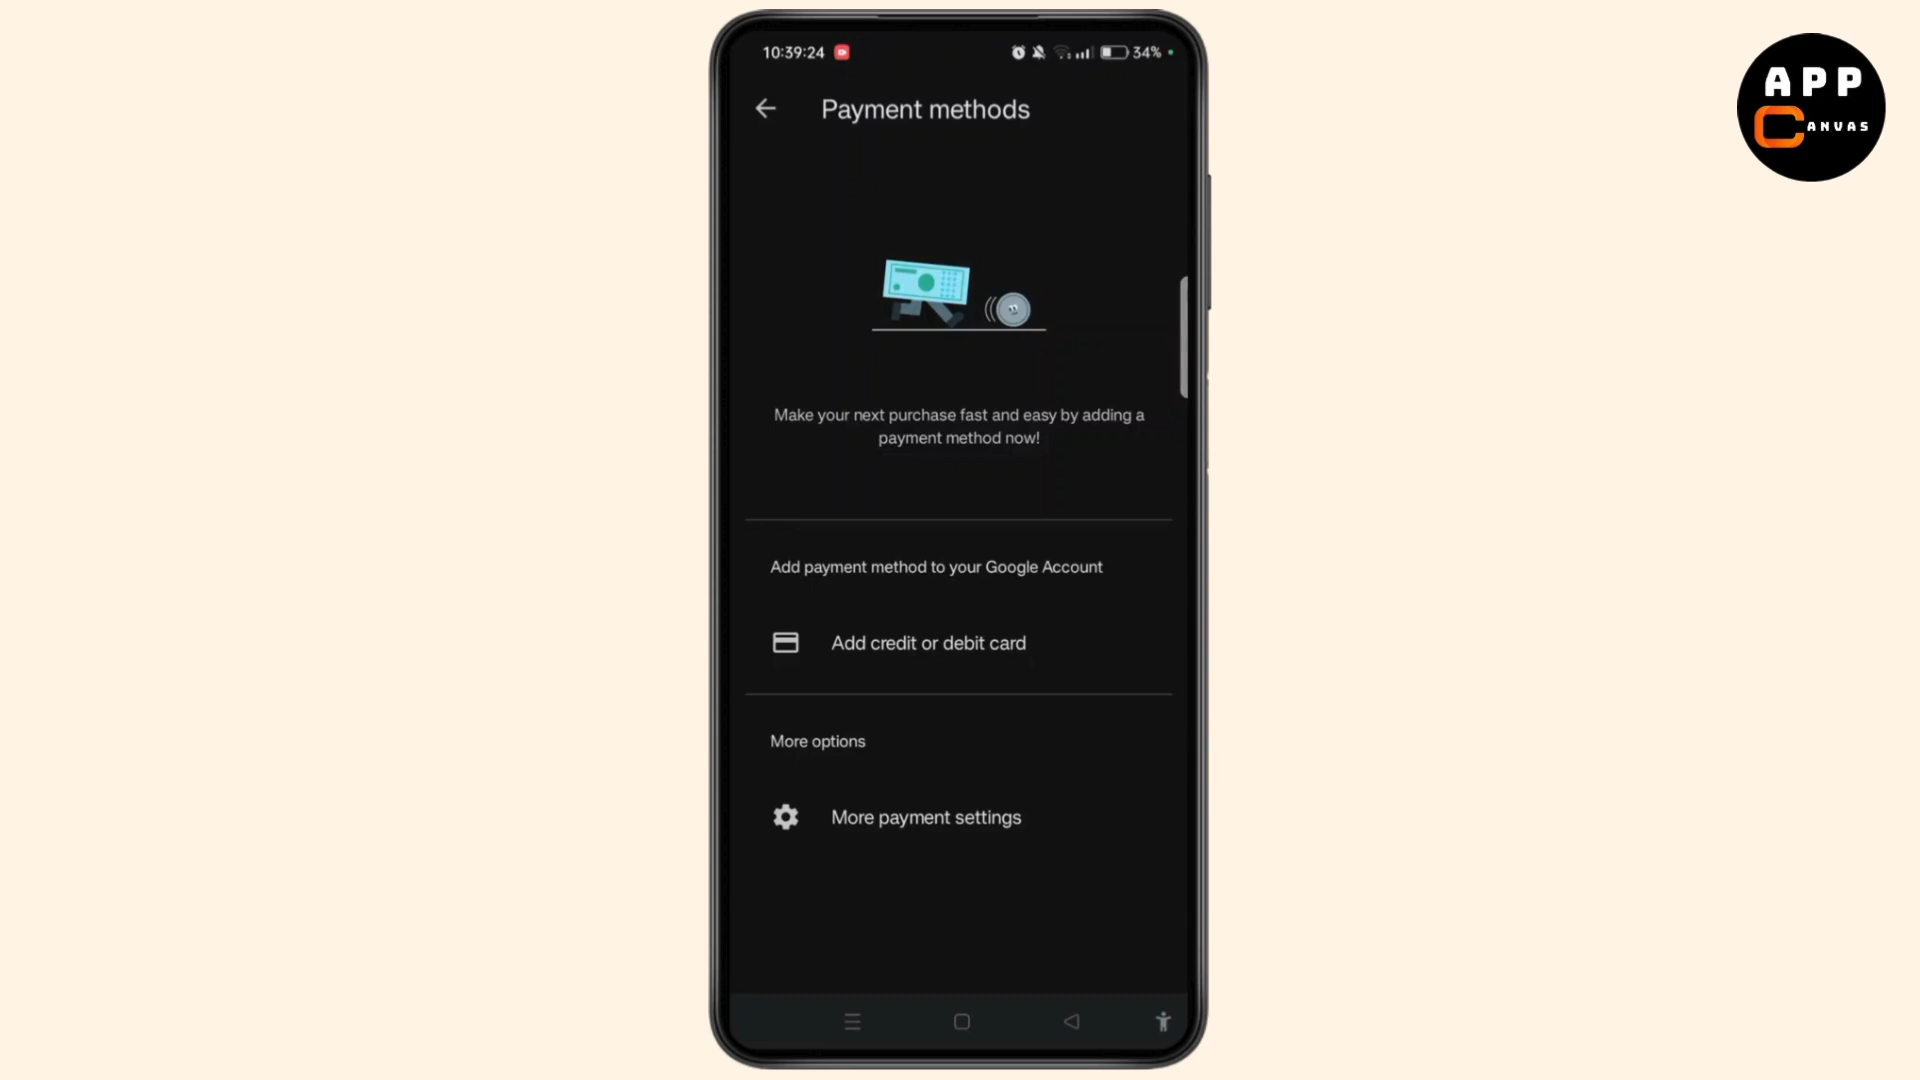 10:39:24
34%
APP
CANVAS
Payment methods
Make your next purchase fast and easy by adding a
payment method now!
Add payment method to your Google Account
Add credit or debit card
More options
More payment settings